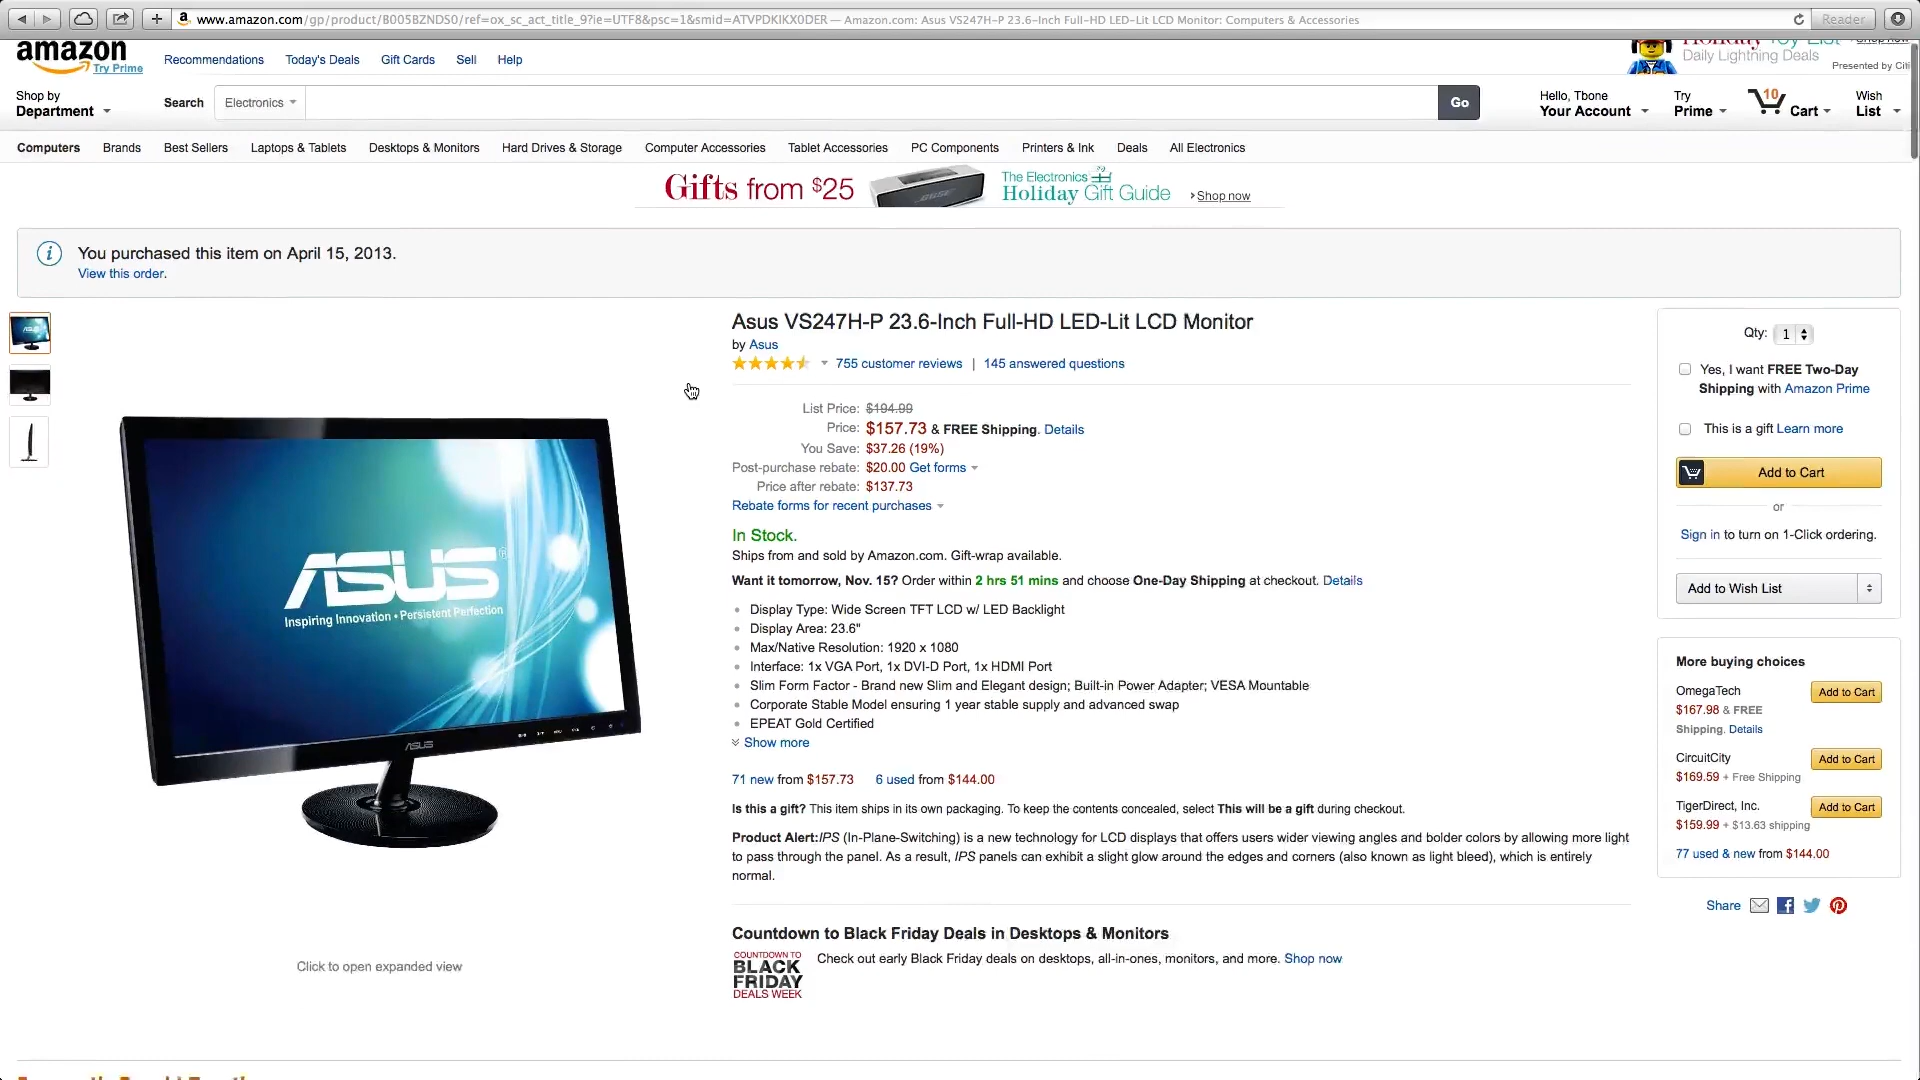 www.amazon.com/gp/product/B005BZNDS0/ref=ox_sc_act_title_9?ie=UTF8&psc=1&smid=ATVPDKIKX0DER — Amazon.com: Asus VS247H-P 23.6-Inch Full-HD LED-Lit LCD Monitor: Computers & Accessories
Reader
amazon
Try Prime
Recommendations Today's Deals Gift Cards Sell Help
Daily Lightning Deals
Presented by Citi
Shop by
Department
Search Electronics Go
Hello, Tbone
Your Account
Try
Prime
10
Cart
Wish
List
Computers Brands Best Sellers Laptops & Tablets Desktops & Monitors Hard Drives & Storage Computer Accessories Tablet Accessories PC Components Printers & Ink Deals All Electronics
Gifts from $25
BOSE
The Electronics
Holiday Gift Guide
Shop now
You purchased this item on April 15, 2013.
View this order.
ASUS
Inspiring Innovation • Persistent Perfection
ASUS
Click to open expanded view
Asus VS247H-P 23.6-Inch Full-HD LED-Lit LCD Monitor
by Asus
755 customer reviews | 145 answered questions
List Price: $194.99
Price: $157.73 & FREE Shipping. Details
You Save: $37.26 (19%)
Post-purchase rebate: $20.00 Get forms
Price after rebate: $137.73
Rebate forms for recent purchases
In Stock.
Ships from and sold by Amazon.com. Gift-wrap available.
Want it tomorrow, Nov. 15? Order within 2 hrs 51 mins and choose One-Day Shipping at checkout. Details
Display Type: Wide Screen TFT LCD w/ LED Backlight
Display Area: 23.6"
Max/Native Resolution: 1920 x 1080
Interface: 1x VGA Port, 1x DVI-D Port, 1x HDMI Port
Slim Form Factor - Brand new Slim and Elegant design; Built-in Power Adapter; VESA Mountable
Corporate Stable Model ensuring 1 year stable supply and advanced swap
EPEAT Gold Certified
Show more
71 new from $157.73 6 used from $144.00
Is this a gift? This item ships in its own packaging. To keep the contents concealed, select This will be a gift during checkout.
Product Alert:IPS (In-Plane-Switching) is a new technology for LCD displays that offers users wider viewing angles and bolder colors by allowing more light
to pass through the panel. As a result, IPS panels can exhibit a slight glow around the edges and corners (also known as light bleed), which is entirely
normal.
Countdown to Black Friday Deals in Desktops & Monitors
COUNTDOWN TO
BLACK
FRIDAY
DEALS WEEK
Check out early Black Friday deals on desktops, all-in-ones, monitors, and more. Shop now
Qty: 1
Yes, I want FREE Two-Day
Shipping with Amazon Prime
This is a gift Learn more
Add to Cart
or
Sign in to turn on 1-Click ordering.
Add to Wish List
More buying choices
OmegaTech
$167.98 & FREE
Shipping. Details
Add to Cart
CircuitCity
$169.59 + Free Shipping
Add to Cart
TigerDirect, Inc.
$159.99 + $13.63 shipping
Add to Cart
77 used & new from $144.00
Share